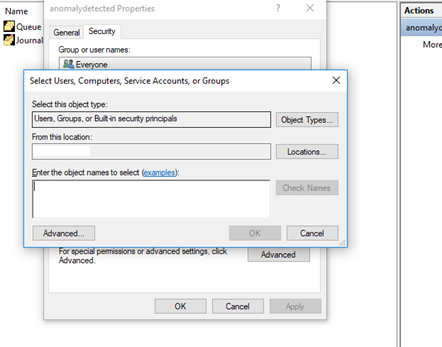 Name
Queue
Journal
anomalydetected Properties
General
Security
Group or user names:
Everyone
Actions
anomalyd
More
Select Users, Computers, Service Accounts, or Groups
Select this object type:
Users, Groups, or Built-in security principals
Object Types...
From this location:
Locations...
Enter the object names to select (examples):
Check Names
Advanced...
OK
Cancel
For special permissions or advanced settings, click
Advanced.
Advanced
OK
Cancel
Apply